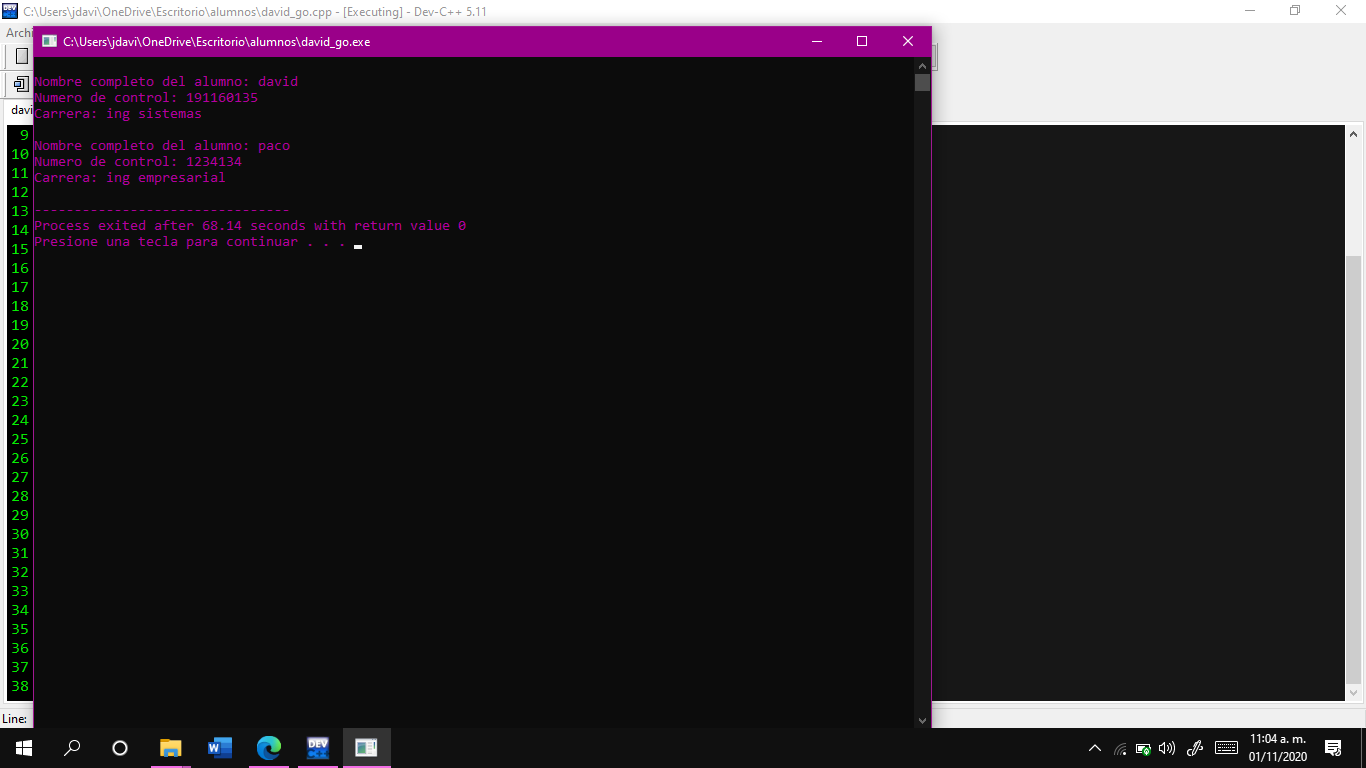 C:\Users\jdavi\OneDrive\Escritorio\alumnos\david_go.cpp - [Executing] - Dev-C++ 5.11
Archi
C:\Users\jdavi\OneDrive\Escritorio\alumnos\david_go.exe
Nombre completo del alumno: david
Numero de control: 191160135
Carrera: ing sistemas
Nombre completo del alumno: paco
Numero de control: 1234134
Carrera: ing empresarial
--------------------------------
Process exited after 68.14 seconds with return value 0
Presione una tecla para continuar . . .
davi
9
10
11
12
13
14
15
16
17
18
19
20
21
22
23
24
25
26
27
28
29
30
31
32
33
34
35
36
37
38
Line:
DEV
11:04 a. m.
01/11/2020